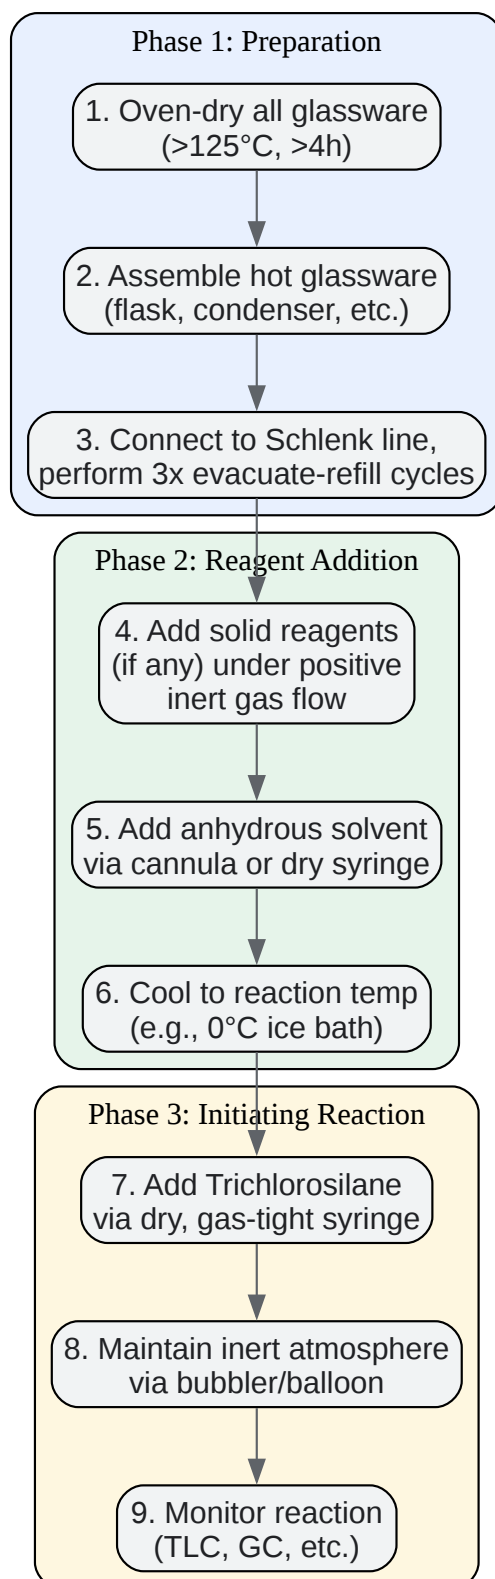 Phase 1: Preparation
1. Oven-dry all glassware
(>125°C, >4h)
2. Assemble hot glassware
(flask, condenser, etc.)
3. Connect to Schlenk line,
perform 3x evacuate-refill cycles
Phase 2: Reagent Addition
4. Add solid reagents
(if any) under positive
inert gas flow
5. Add anhydrous solvent
via cannula or dry syringe
6. Cool to reaction temp
(e.g., 0°C ice bath)
Phase 3: Initiating Reaction
7. Add Trichlorosilane
via dry, gas-tight syringe
8. Maintain inert atmosphere
via bubbler/balloon
9. Monitor reaction
(TLC, GC, etc.)